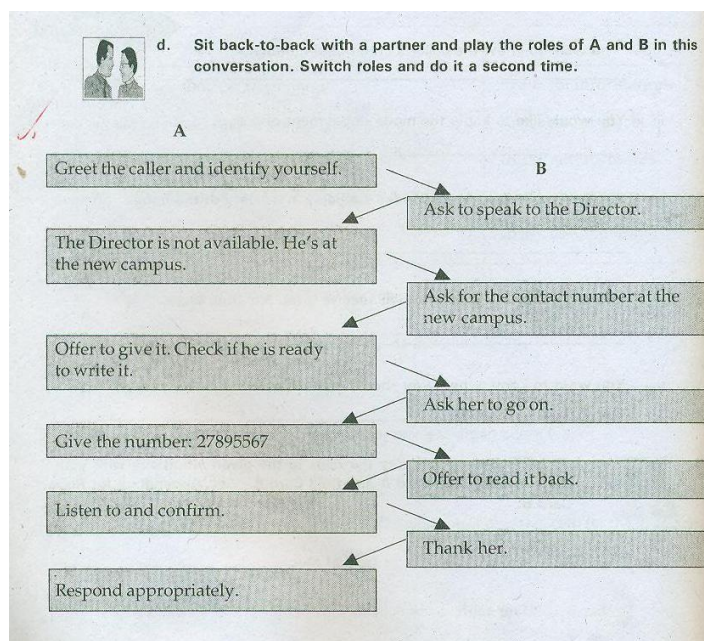 d. Sit back-to-back with a partner and play the roles of A and B in this
conversation. Switch roles and do it a second time.
A
Greet the caller and identify yourself.
B
Ask to speak to the Director.
The Director is not available. He's at
the new campus.
Ask for the contact number at the
new campus.
Offer to give it. Check if he is ready
to write it.
Ask her to go on.
Give the number: 27895567
Offer to read it back.
Listen to and confirm.
Thank her.
Respond appropriately.